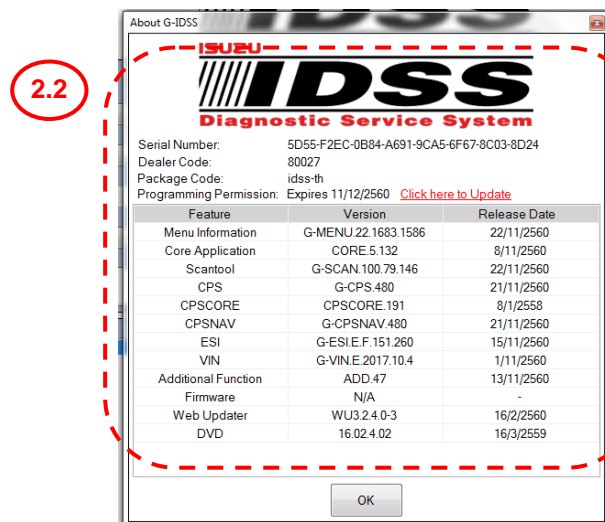 About G-IDSS
2.2
ISUZU
IDSS
Diagnostic Service System
Serial Number: 5D55-F2EC-0B84-A691-9CA5-6F67-8C03-8D24
Dealer Code: 80027
Package Code: idss-th
Programming Permission: Expires 11/12/2560 Click here to Update
Feature Version Release Date
Menu Information G-MENU.22.1683.1586 22/11/2560
Core Application CORE.5.132 8/11/2560
Scantool G-SCAN.100.79.146 22/11/2560
CPS G-CPS.480 21/11/2560
CPSCORE CPSCORE.191 8/1/2558
CPSNAV G-CPSNAV.480 21/11/2560
ESI G-ESI.E.F.151.260 15/11/2560
VIN G-VIN.E.2017.10.4 1/11/2560
Additional Function ADD.47 13/11/2560
Firmware N/A -
Web Updater WU3.2.4.0-3 16/2/2560
DVD 16.02.4.02 16/3/2559
OK